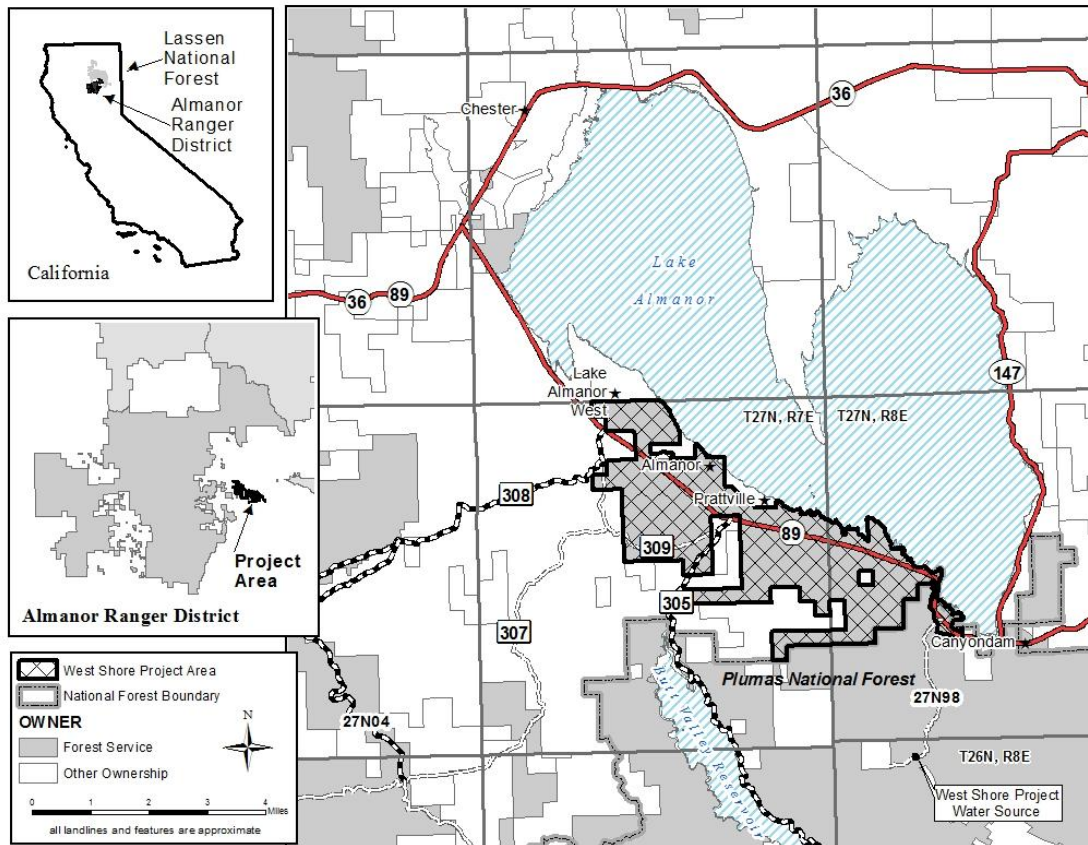 Lassen
National
Forest
Almanor
Ranger
District
California
Project
Area
Almanor Ranger District
West Shore Project Area
National Forest Boundary
OWNER
N
Forest Service
Other Ownership
0 1 2 3 4
Miles
all landlines and features are approximate
Chester
36
Lake
Almanor
36
89
147
Lake
Almanor
West
T27N, R7E
T27N, R8E
Almanor
308
Prattville
309
89
305
307
Canyondam
Plumas National Forest
27N98
27N04
Butt Valley Reservoir
T26N, R8E
West Shore Project
Water Source